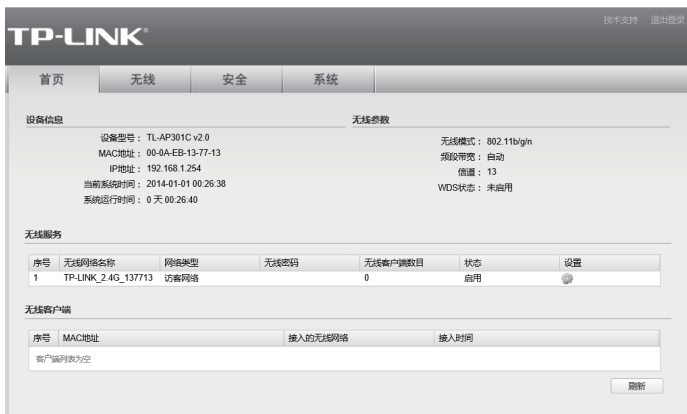 技术支持 退出登录
TP-LINK®
首页 无线 安全 系统
设备信息
设备型号： TL-AP301C v2.0
MAC地址： 00-0A-EB-13-77-13
IP地址： 192.168.1.254
当前系统时间： 2014-01-01 00:26:38
系统运行时间： 0 天 00:26:40
无线参数
无线模式： 802.11b/g/n
频段带宽： 自动
信道： 13
WDS状态： 未启用
无线服务
序号 无线网络名称 网络类型 无线密码 无线客户端数目 状态 设置
1 TP-LINK_2.4G_137713 访客网络 0 启用
无线客户端
序号 MAC地址 接入的无线网络 接入时间
客户端列表为空
刷新